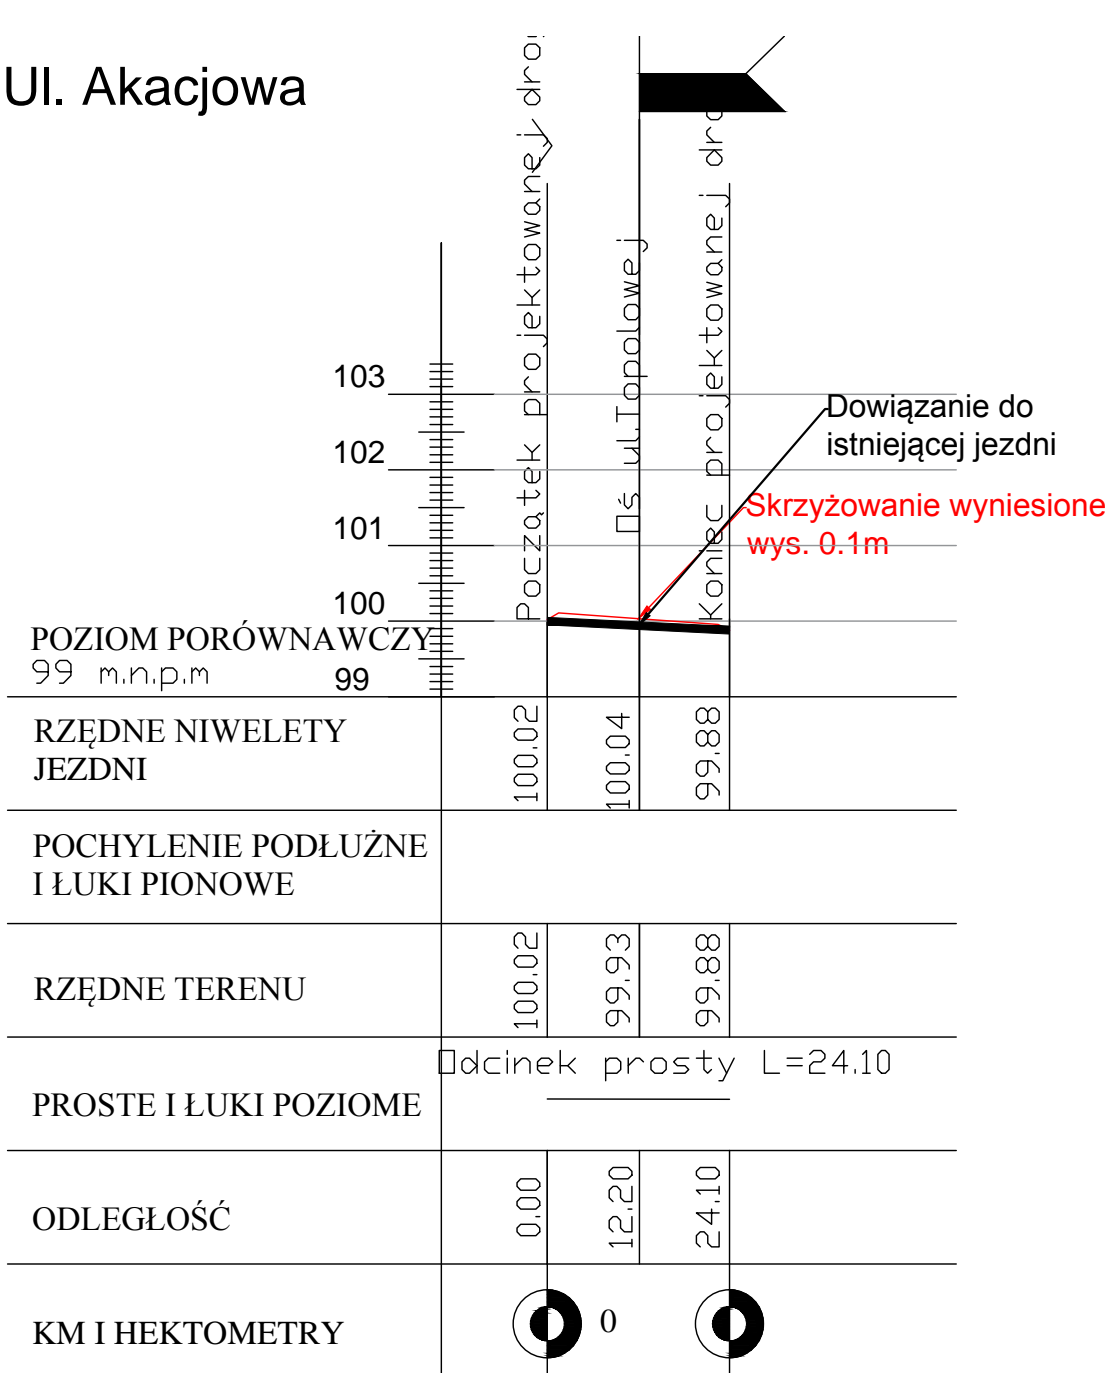 Ul. Akacjowa
Początek projektowanej
Oś ul.Topolowej
Koniec projektowanej
103
102
101
100
99
Dowiązanie do
istniejącej jezdni
Skrzyżowanie wyniesione
wys. 0.1m
POZIOM PORÓWNAWCZY
99 m.n.p.m
RZĘDNE NIWELETY
JEZDNI
100.02
100.04
99.88
POCHYLENIE PODŁUŻNE
I ŁUKI PIONOWE
RZĘDNE TERENU
100.02
99.93
99.88
Odcinek prosty L=24.10
PROSTE I ŁUKI POZIOME
ODLEGŁOŚĆ
0.00
12.20
24.10
KM I HEKTOMETRY
0